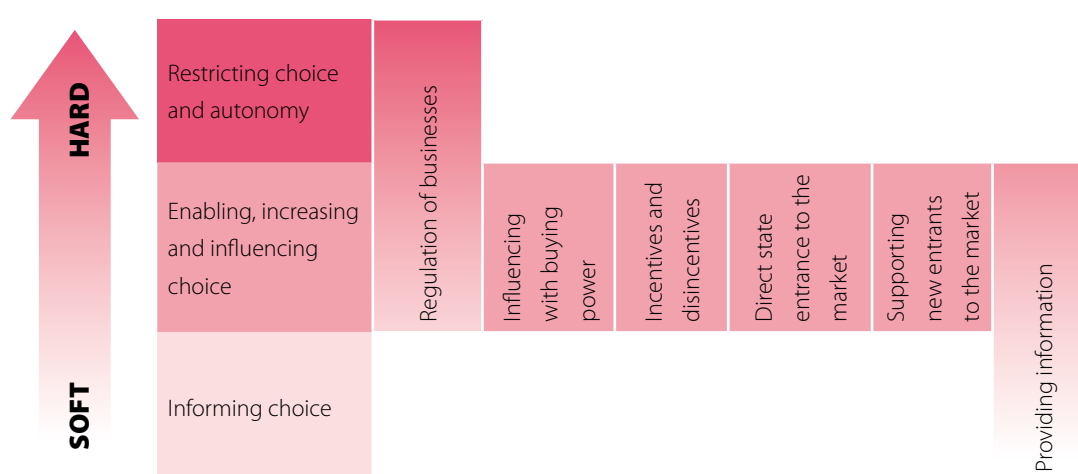 HARD
SOFT
Restricting choice
and autonomy
Enabling, increasing
and influencing
choice
Informing choice
Regulation of businesses
Influencing
with buying
power
Incentives and
disincentives
Direct state
entrance to the
market
Supporting
new entrants
to the market
Providing information